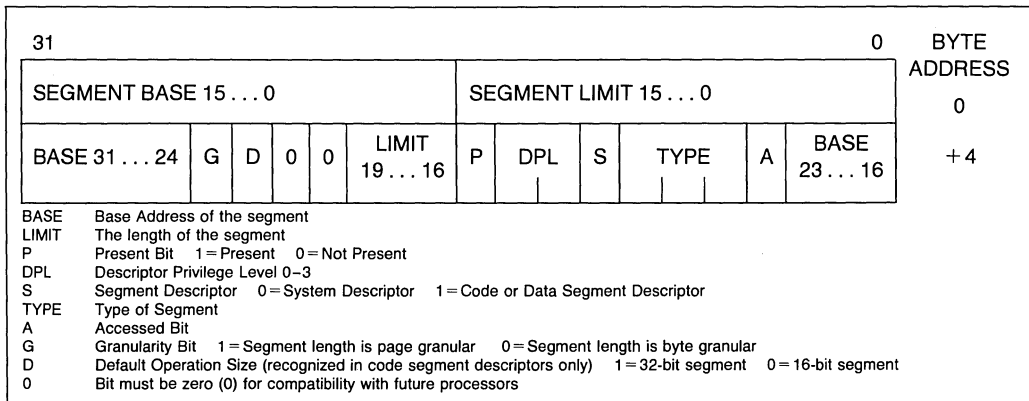 31 0 BYTE ADDRESS
SEGMENT BASE 15 . . . 0 SEGMENT LIMIT 15 . . . 0 0
BASE 31 . . . 24 G D 0 0 LIMIT 19 . . . 16 P DPL S TYPE A BASE 23 . . . 16 +4
BASE Base Address of the segment
LIMIT The length of the segment
P Present Bit 1=Present 0=Not Present
DPL Descriptor Privilege Level 0–3
S Segment Descriptor 0=System Descriptor 1=Code or Data Segment Descriptor
TYPE Type of Segment
A Accessed Bit
G Granularity Bit 1=Segment length is page granular 0=Segment length is byte granular
D Default Operation Size (recognized in code segment descriptors only) 1=32-bit segment 0=16-bit segment
0 Bit must be zero (0) for compatibility with future processors